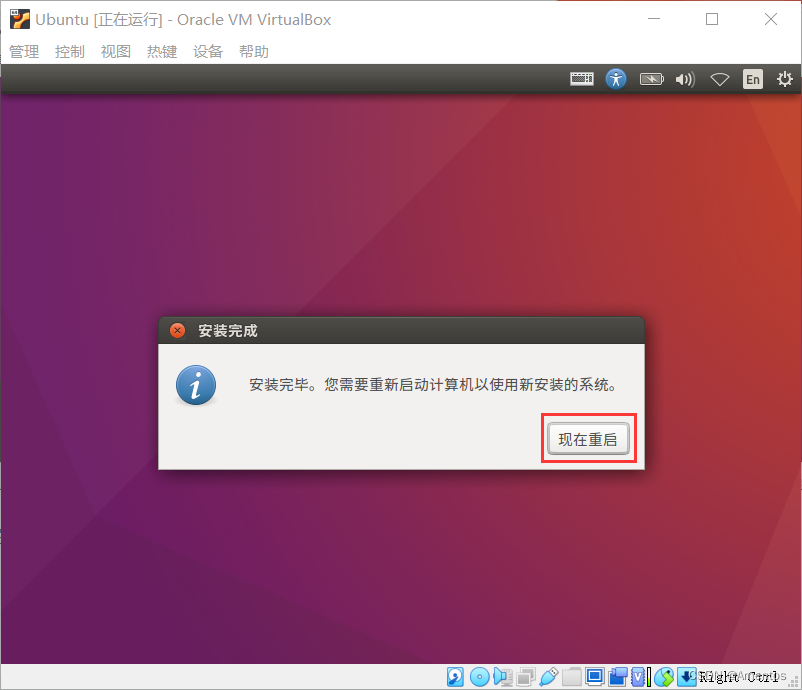 Ubuntu [正在运行] - Oracle VM VirtualBox
管理 控制 视图 热键 设备 帮助
En
安装完成
安装完毕。您需要重新启动计算机以使用新安装的系统。
现在重启
Right Ctrl